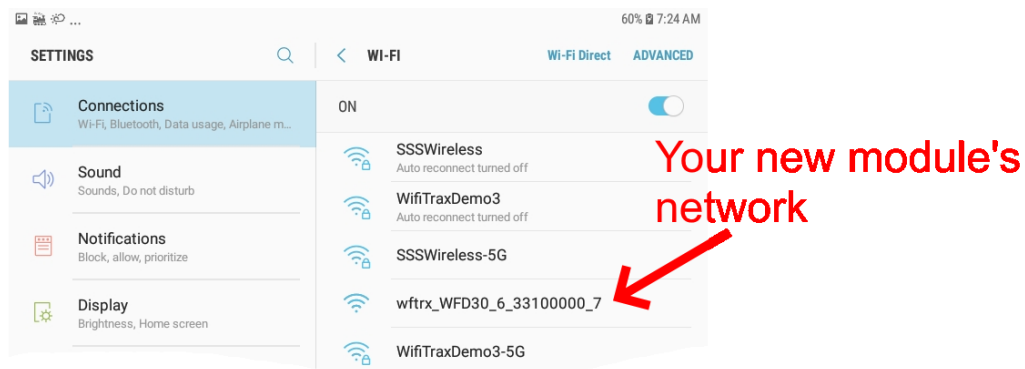 60% 7:24 AM
SETTINGS
Connections
Wi-Fi, Bluetooth, Data usage, Airplane m...
Sound
Sounds, Do not disturb
Notifications
Block, allow, prioritize
Display
Brightness, Home screen
WI-FI
Wi-Fi Direct
ADVANCED
ON
SSSWireless
Auto reconnect turned off
WifiTraxDemo3
Auto reconnect turned off
SSSWireless-5G
wftrx_WFD30_6_33100000_7
WifiTraxDemo3-5G
Your new module's
network